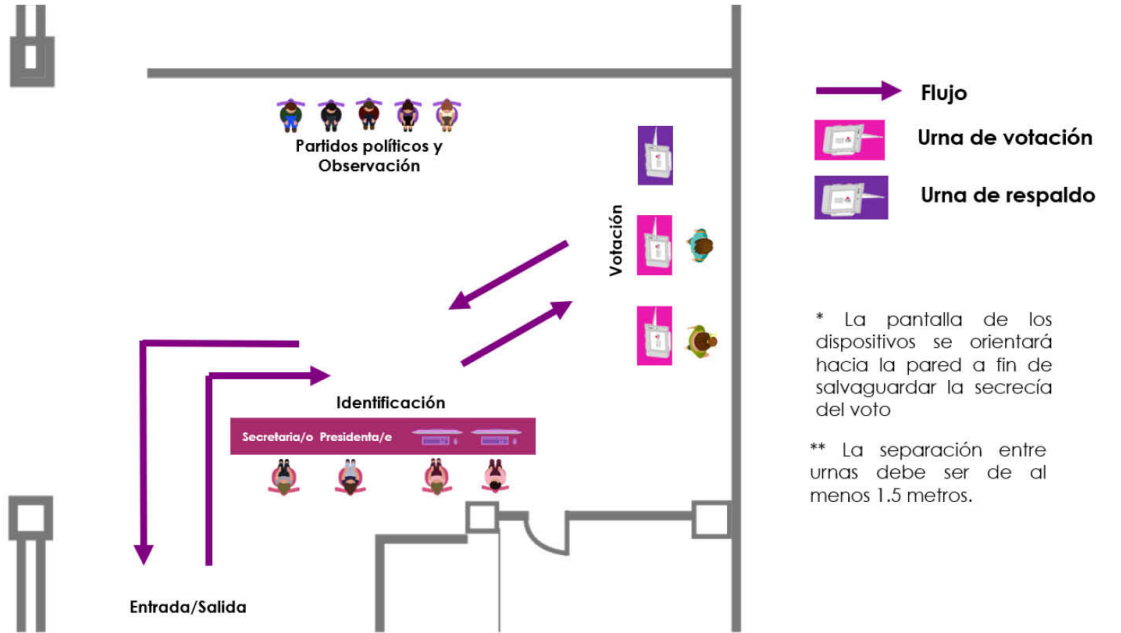 Partidos políticos y
Observación
Votación
Identificación
Secretaria/o Presidenta/e
Entrada/Salida
Flujo
Urna de votación
Urna de respaldo
* La pantalla de los
dispositivos se orientará
hacia la pared a fin de
salvaguardar la secrecía
del voto
** La separación entre
urnas debe ser de al
menos 1.5 metros.